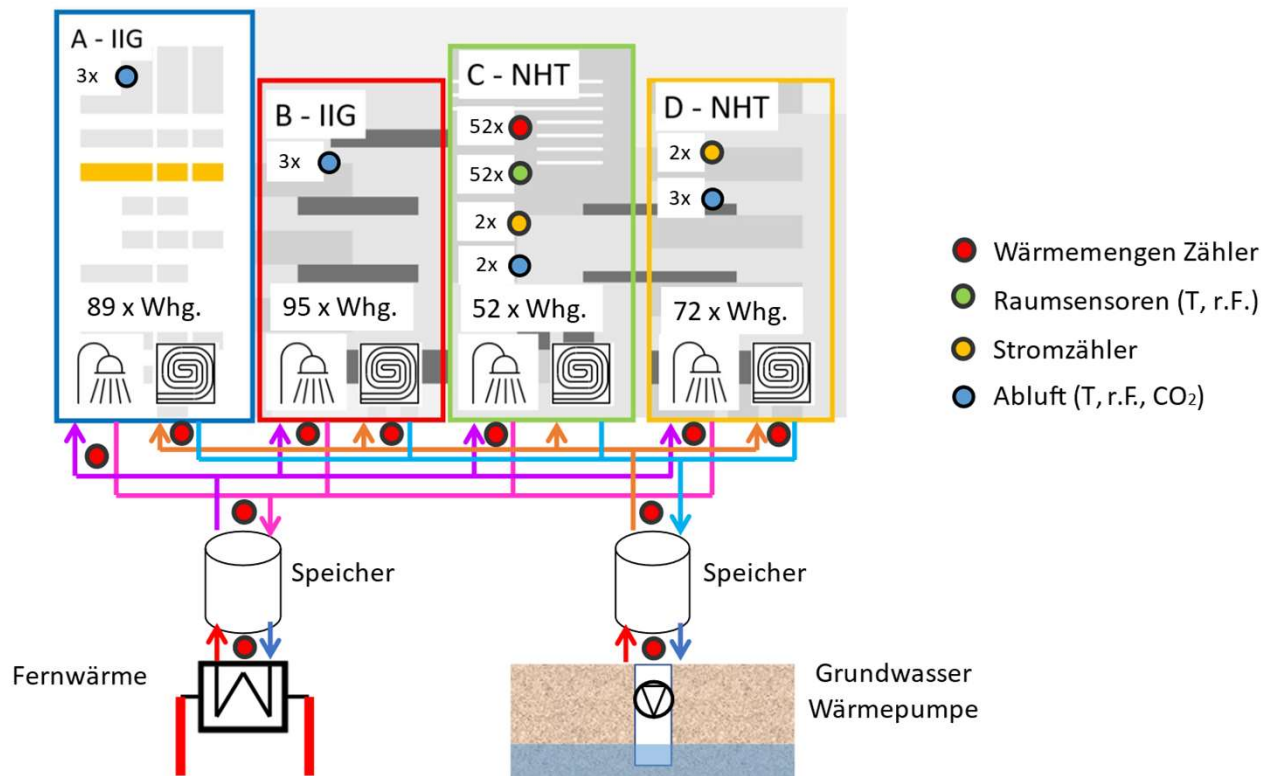 A - IIG
3x
B - IIG
3x
C - NHT
52x
52x
2x
2x
D - NHT
2x
3x
89 x Whg.
95 x Whg.
52 x Whg.
72 x Whg.
Wärmemengen Zähler
Raumsensoren (T, r.F.)
Stromzähler
Abluft (T, r.F., CO₂)
Speicher
Speicher
Fernwärme
Grundwasser
Wärmepumpe